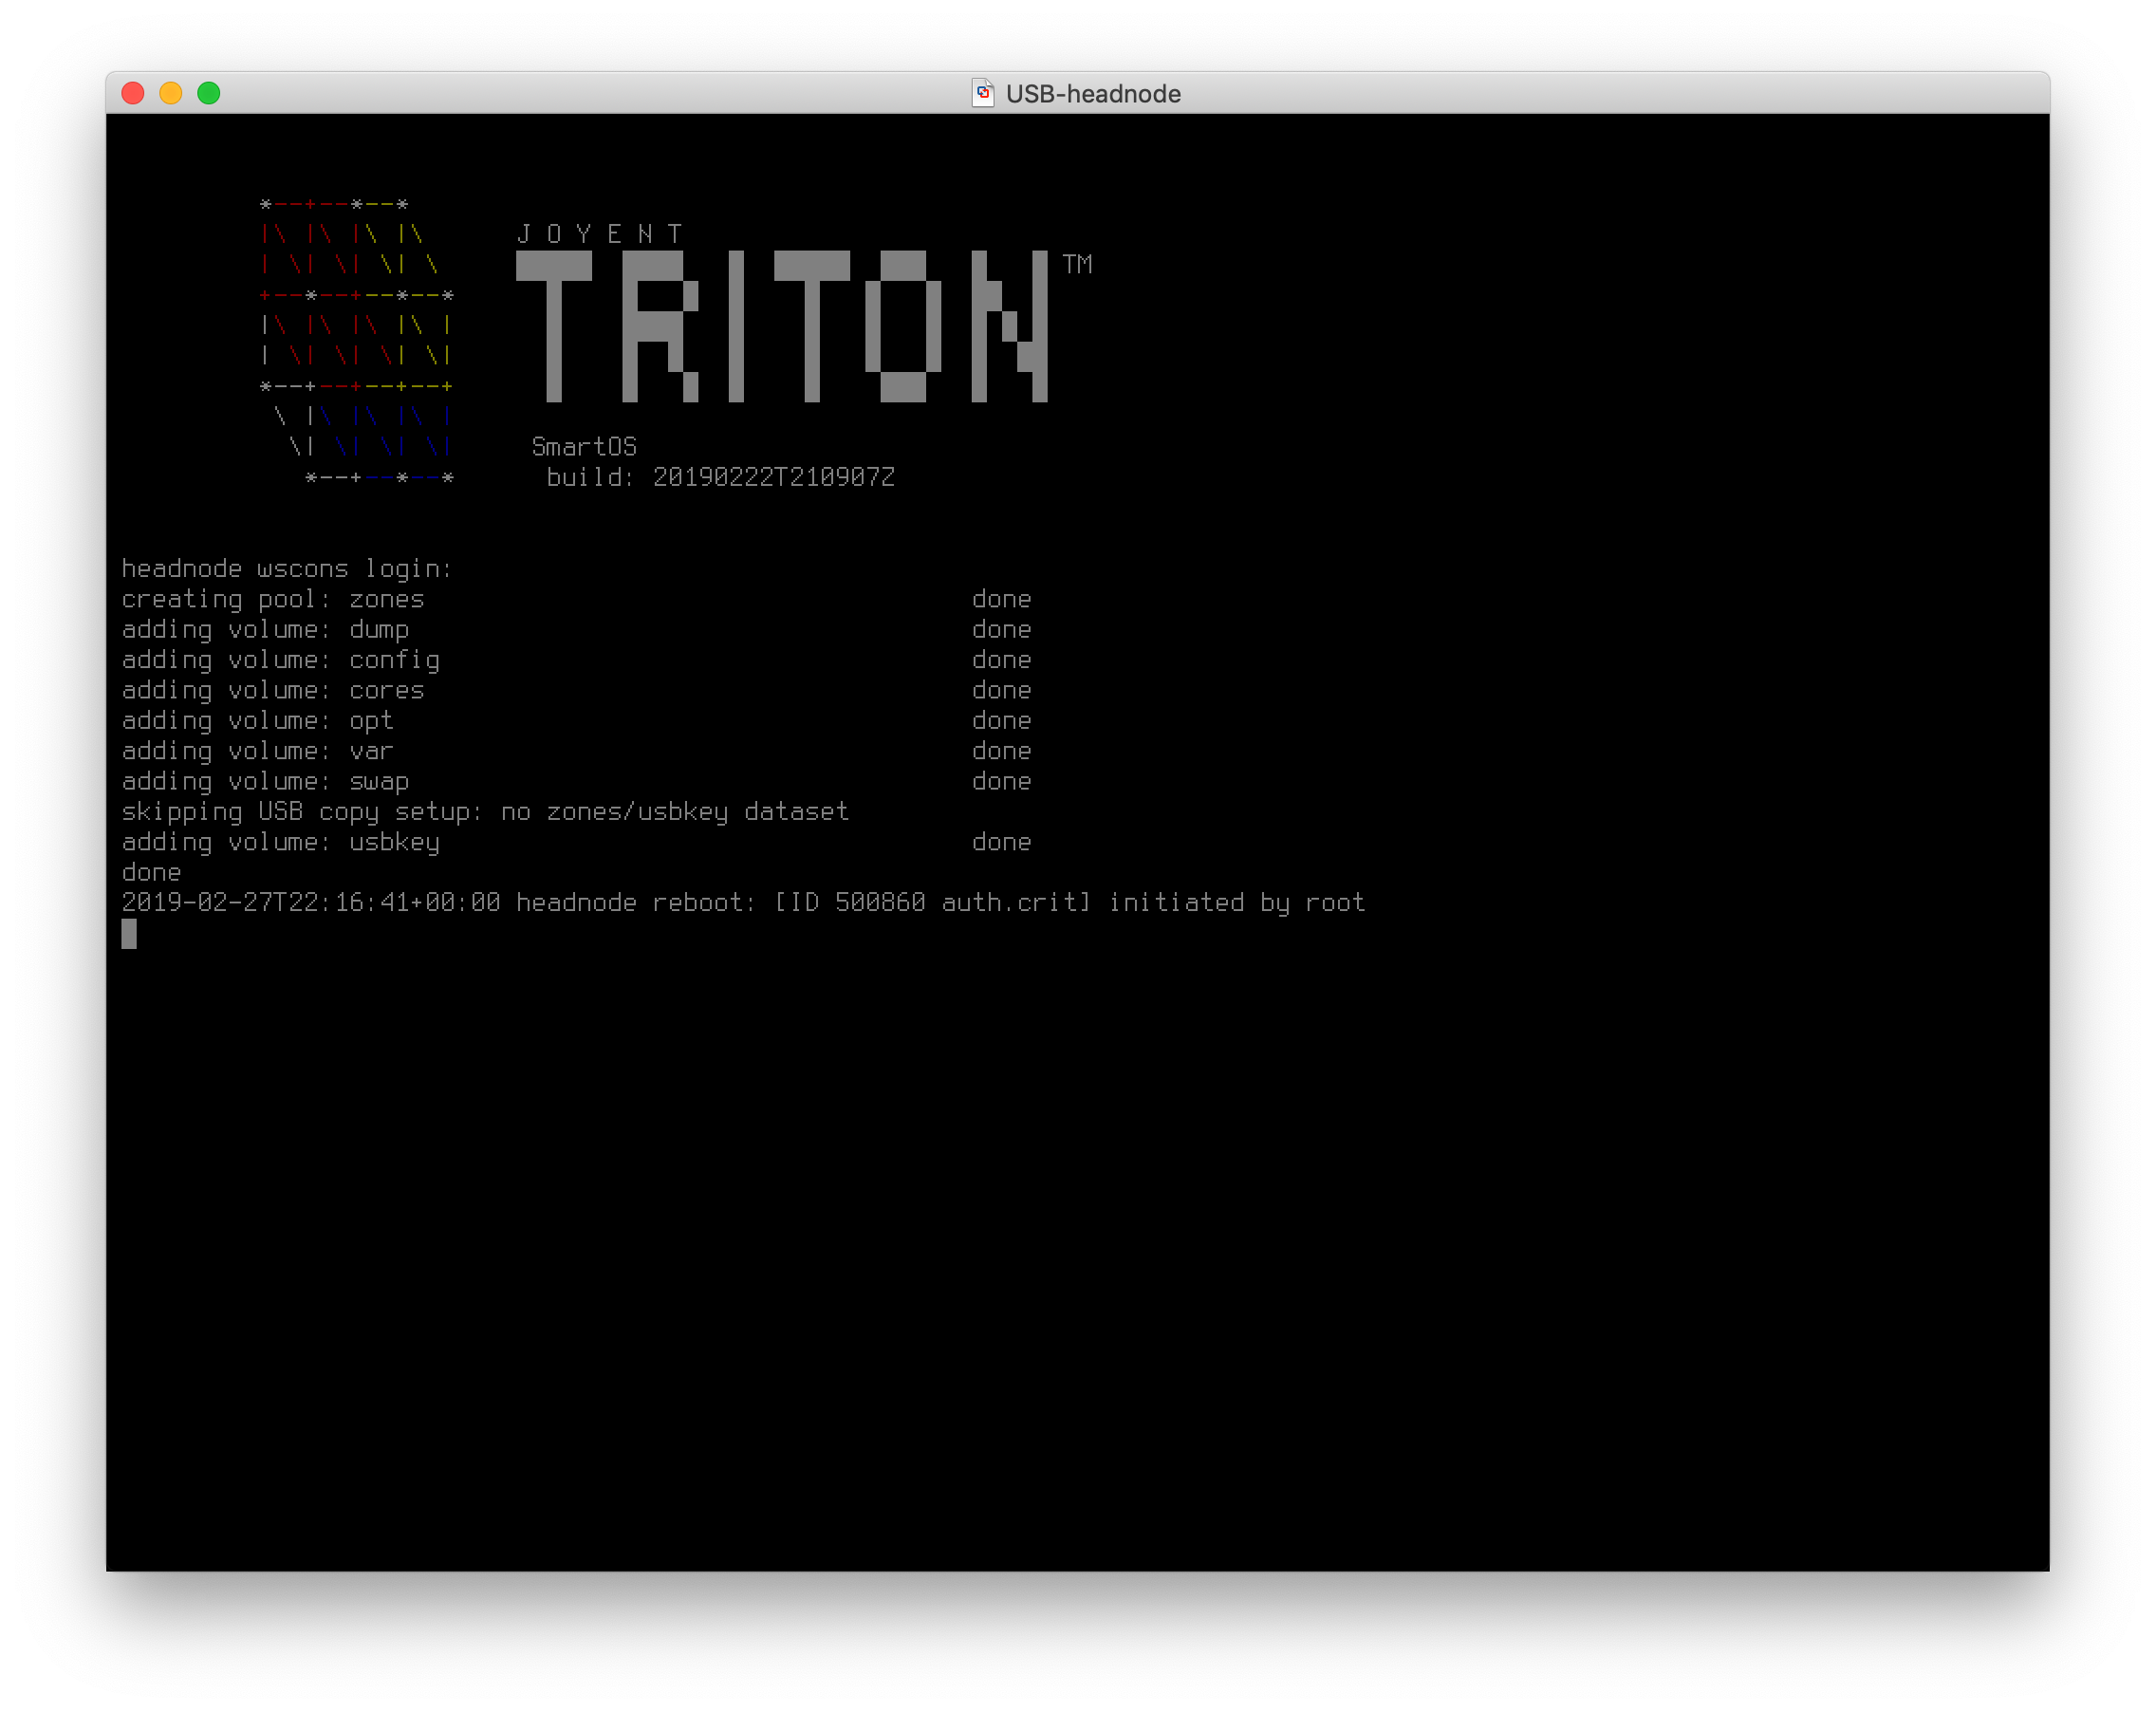 USB-headnode
J O Y E N T
TRITON TM
SmartOS
build: 20190222T210907Z
headnode wscons login:
creating pool: zones done
adding volume: dump done
adding volume: config done
adding volume: cores done
adding volume: opt done
adding volume: var done
adding volume: swap done
skipping USB copy setup: no zones/usbkey dataset
adding volume: usbkey done
done
2019-02-27T22:16:41+00:00 headnode reboot: [ID 500860 auth.crit] initiated by root